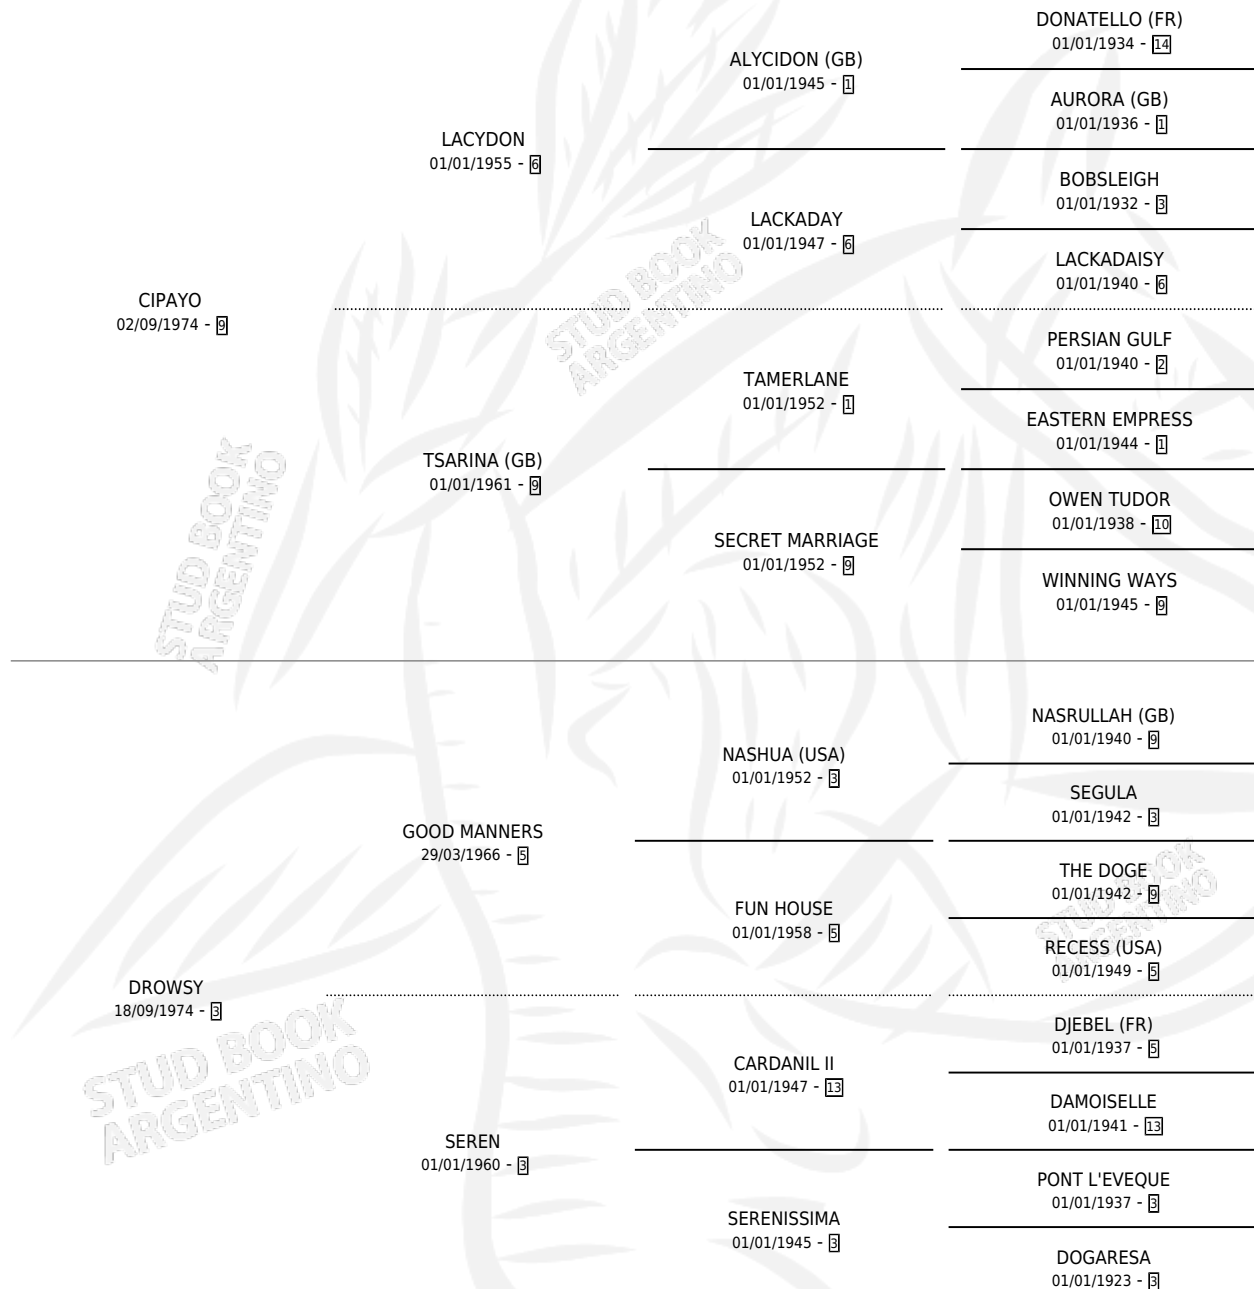 DONATELLO (FR)
01/01/1934 - 14
ALYCIDON (GB)
01/01/1945 - 1
AURORA (GB)
01/01/1936 - 1
LACYDON
01/01/1955 - 6
BOBSLEIGH
01/01/1932 - 3
LACKADAY
01/01/1947 - 6
LACKADAISY
01/01/1940 - 6
CIPAYO
02/09/1974 - 9
PERSIAN GULF
01/01/1940 - 2
TAMERLANE
01/01/1952 - 1
EASTERN EMPRESS
01/01/1944 - 1
TSARINA (GB)
01/01/1961 - 9
OWEN TUDOR
01/01/1938 - 10
SECRET MARRIAGE
01/01/1952 - 9
WINNING WAYS
01/01/1945 - 9
NASRULLAH (GB)
01/01/1940 - 9
NASHUA (USA)
01/01/1952 - 3
SEGULA
01/01/1942 - 3
GOOD MANNERS
29/03/1966 - 5
THE DOGE
01/01/1942 - 9
FUN HOUSE
01/01/1958 - 5
RECESS (USA)
01/01/1949 - 5
DROWSY
18/09/1974 - 3
DJEBEL (FR)
01/01/1937 - 5
CARDANIL II
01/01/1947 - 13
DAMOISELLE
01/01/1941 - 13
SEREN
01/01/1960 - 3
PONT L'EVEQUE
01/01/1937 - 3
SERENISSIMA
01/01/1945 - 3
DOGARESA
01/01/1923 - 3
STUD BOOK
ARGENTINO
STUD BOOK
ARGENTINO
STUD BOOK
ARGENTINO
STUD BOOK
ARGENTINO